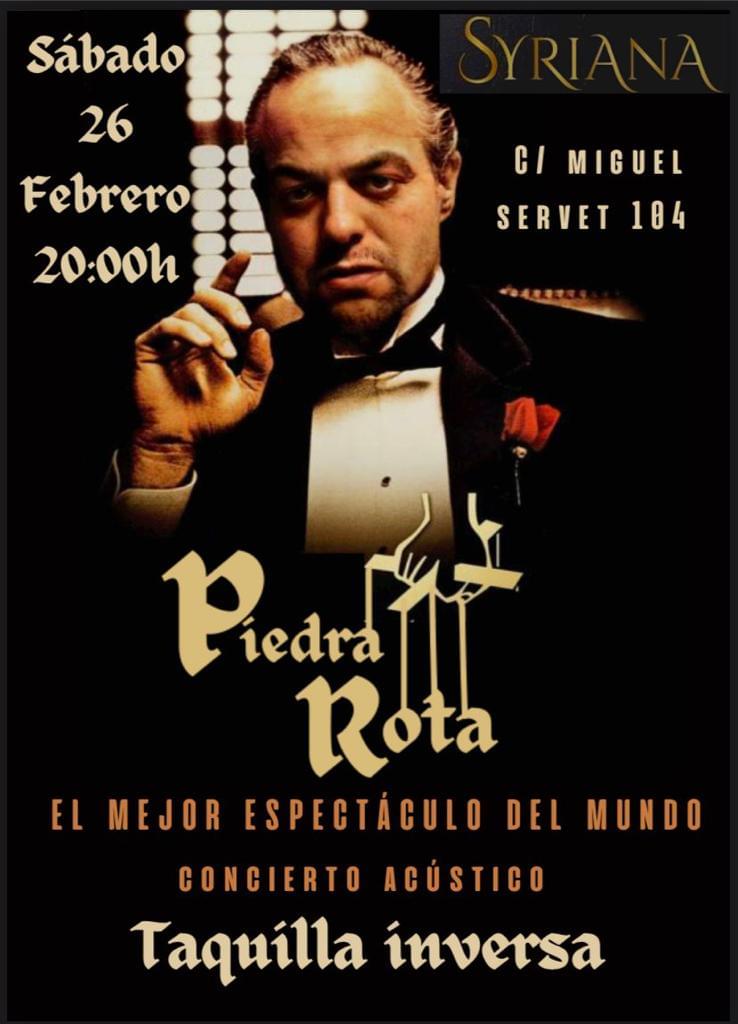 Sábado
26
Febrero
20:00h
SYRIANA
C/ MIGUEL
SERVET 104
Piedra
Rota
EL MEJOR ESPECTÁCULO DEL MUNDO
CONCIERTO ACÚSTICO
Taquilla inversa